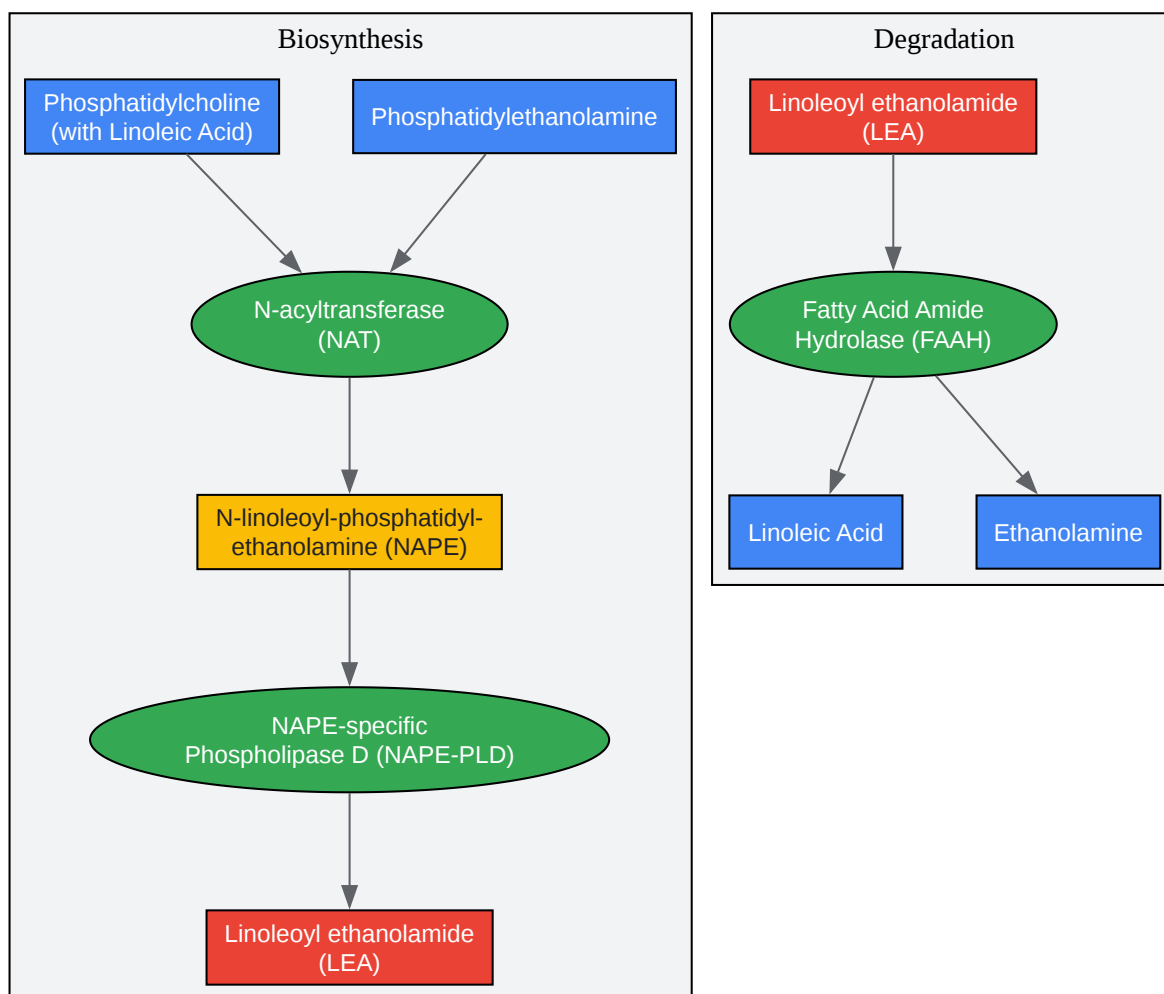 Biosynthesis
Phosphatidylcholine
(with Linoleic Acid)
Phosphatidylethanolamine
N-acyltransferase
(NAT)
N-linoleoyl-phosphatidyl-
ethanolamine (NAPE)
NAPE-specific
Phospholipase D (NAPE-PLD)
Linoleoyl ethanolamide
(LEA)
Degradation
Linoleoyl ethanolamide
(LEA)
Fatty Acid Amide
Hydrolase (FAAH)
Linoleic Acid
Ethanolamine